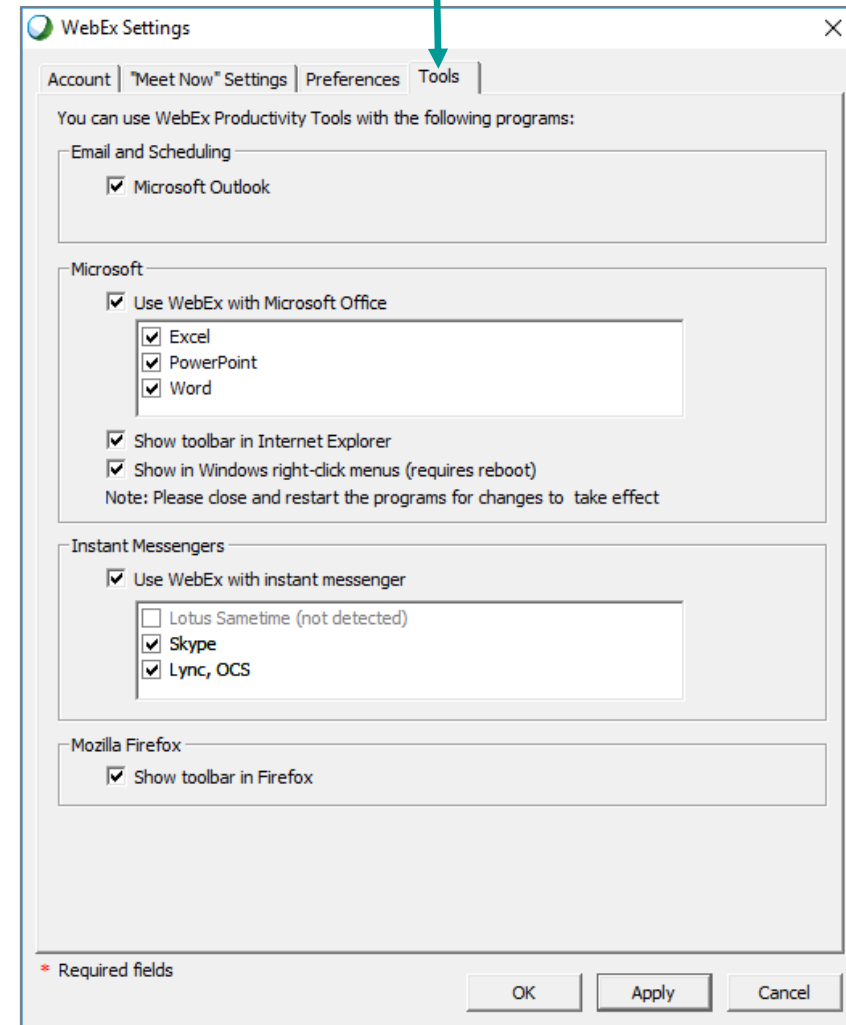 WebEx Settings
Account "Meet Now" Settings Preferences Tools
You can use WebEx Productivity Tools with the following programs:
Email and Scheduling
Microsoft Outlook
Microsoft
Use WebEx with Microsoft Office
Excel
PowerPoint
Word
Show toolbar in Internet Explorer
Show in Windows right-click menus (requires reboot)
Note: Please close and restart the programs for changes to take effect
Instant Messengers
Use WebEx with instant messenger
Lotus Sametime (not detected)
Skype
Lync, OCS
Mozilla Firefox
Show toolbar in Firefox
* Required fields
OK Apply Cancel